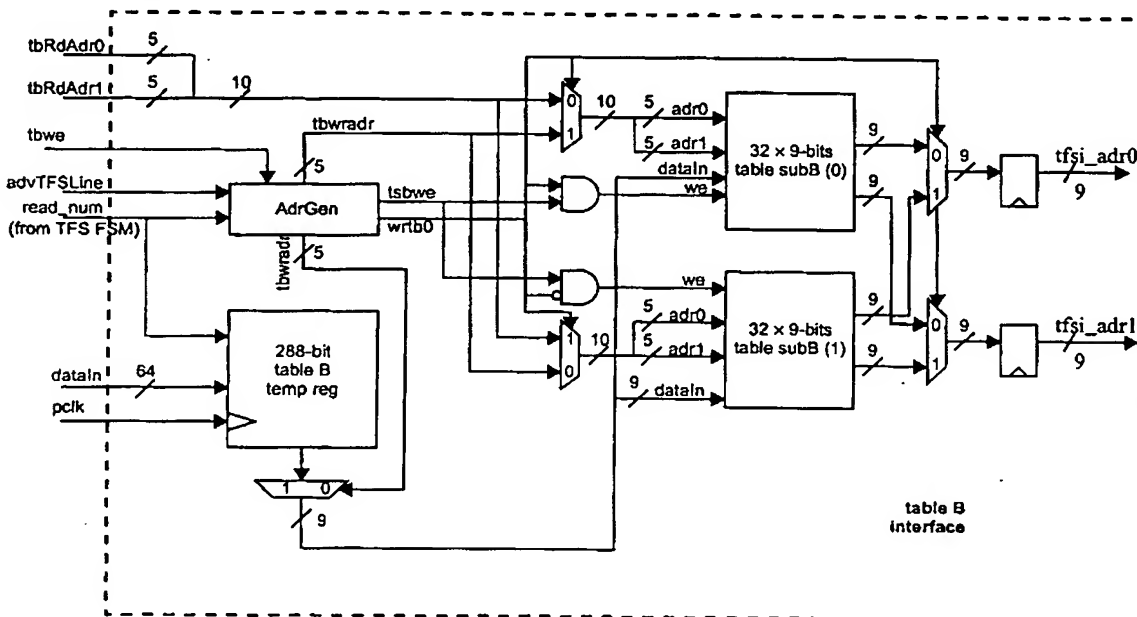 tbRdAdr0
5
tbRdAdr1
5
10
tbwe
tbwradr
5
advTFSLine
read_num
(from TFS FSM)
AdrGen
tsbwe
wrtb0
tbwradr
5
288-bit
table B
temp reg
dataIn
64
pclk
1 0
9
0
1
10
5
adr0
5
adr1
dataIn
we
32 × 9-bits
table subB (0)
9
9
0
1
9
tfsi_adr0
9
we
5
adr0
5
adr1
1
0
10
9
dataIn
32 × 9-bits
table subB (1)
9
9
0
1
9
tfsi_adr1
9
table B
interface